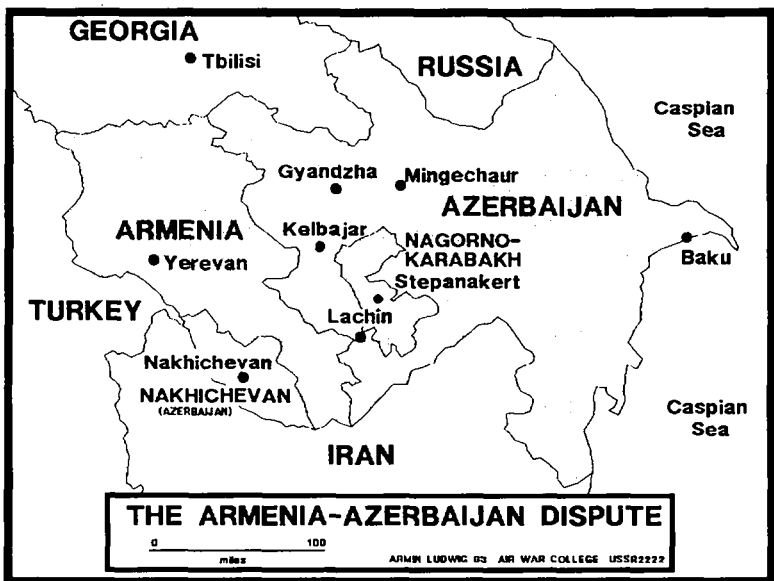 GEORGIA
Tbilisi
RUSSIA
Caspian
Sea
Gyandzha
Mingechaur
AZERBAIJAN
ARMENIA
Kelbajar
NAGORNO-
KARABAKH
Yerevan
Stepanakert
Baku
TURKEY
Lachin
Nakhichevan
NAKHICHEVAN
(AZERBAIJAN)
Caspian
Sea
IRAN
THE ARMENIA-AZERBAIJAN DISPUTE
0 100
miles
ARMIN LUDWIG 93 AIR WAR COLLEGE USSR2222